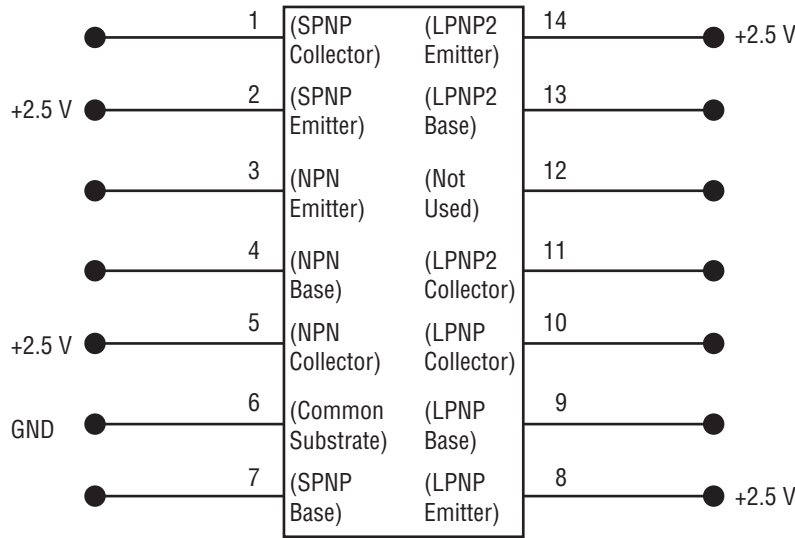 1 (SPNP Collector)
(LPNP2 Emitter) 14 +2.5 V
+2.5 V 2 (SPNP Emitter)
(LPNP2 Base) 13
3 (NPN Emitter)
(Not Used) 12
4 (NPN Base)
(LPNP2 Collector) 11
+2.5 V 5 (NPN Collector)
(LPNP Collector) 10
GND 6 (Common Substrate)
(LPNP Base) 9
7 (SPNP Base)
(LPNP Emitter) 8 +2.5 V